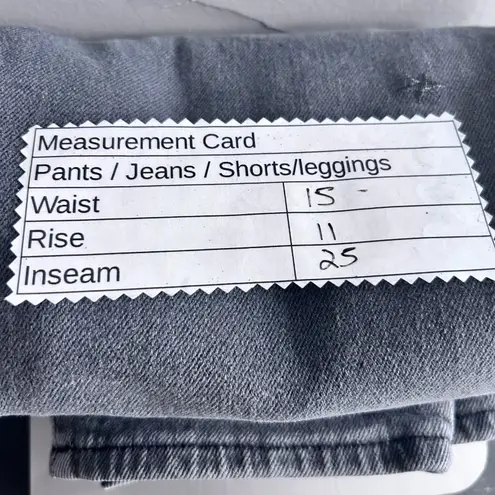 Measurement Card
Pants / Jeans / Shorts/leggings
Waist 15 -
Rise 11
Inseam 25